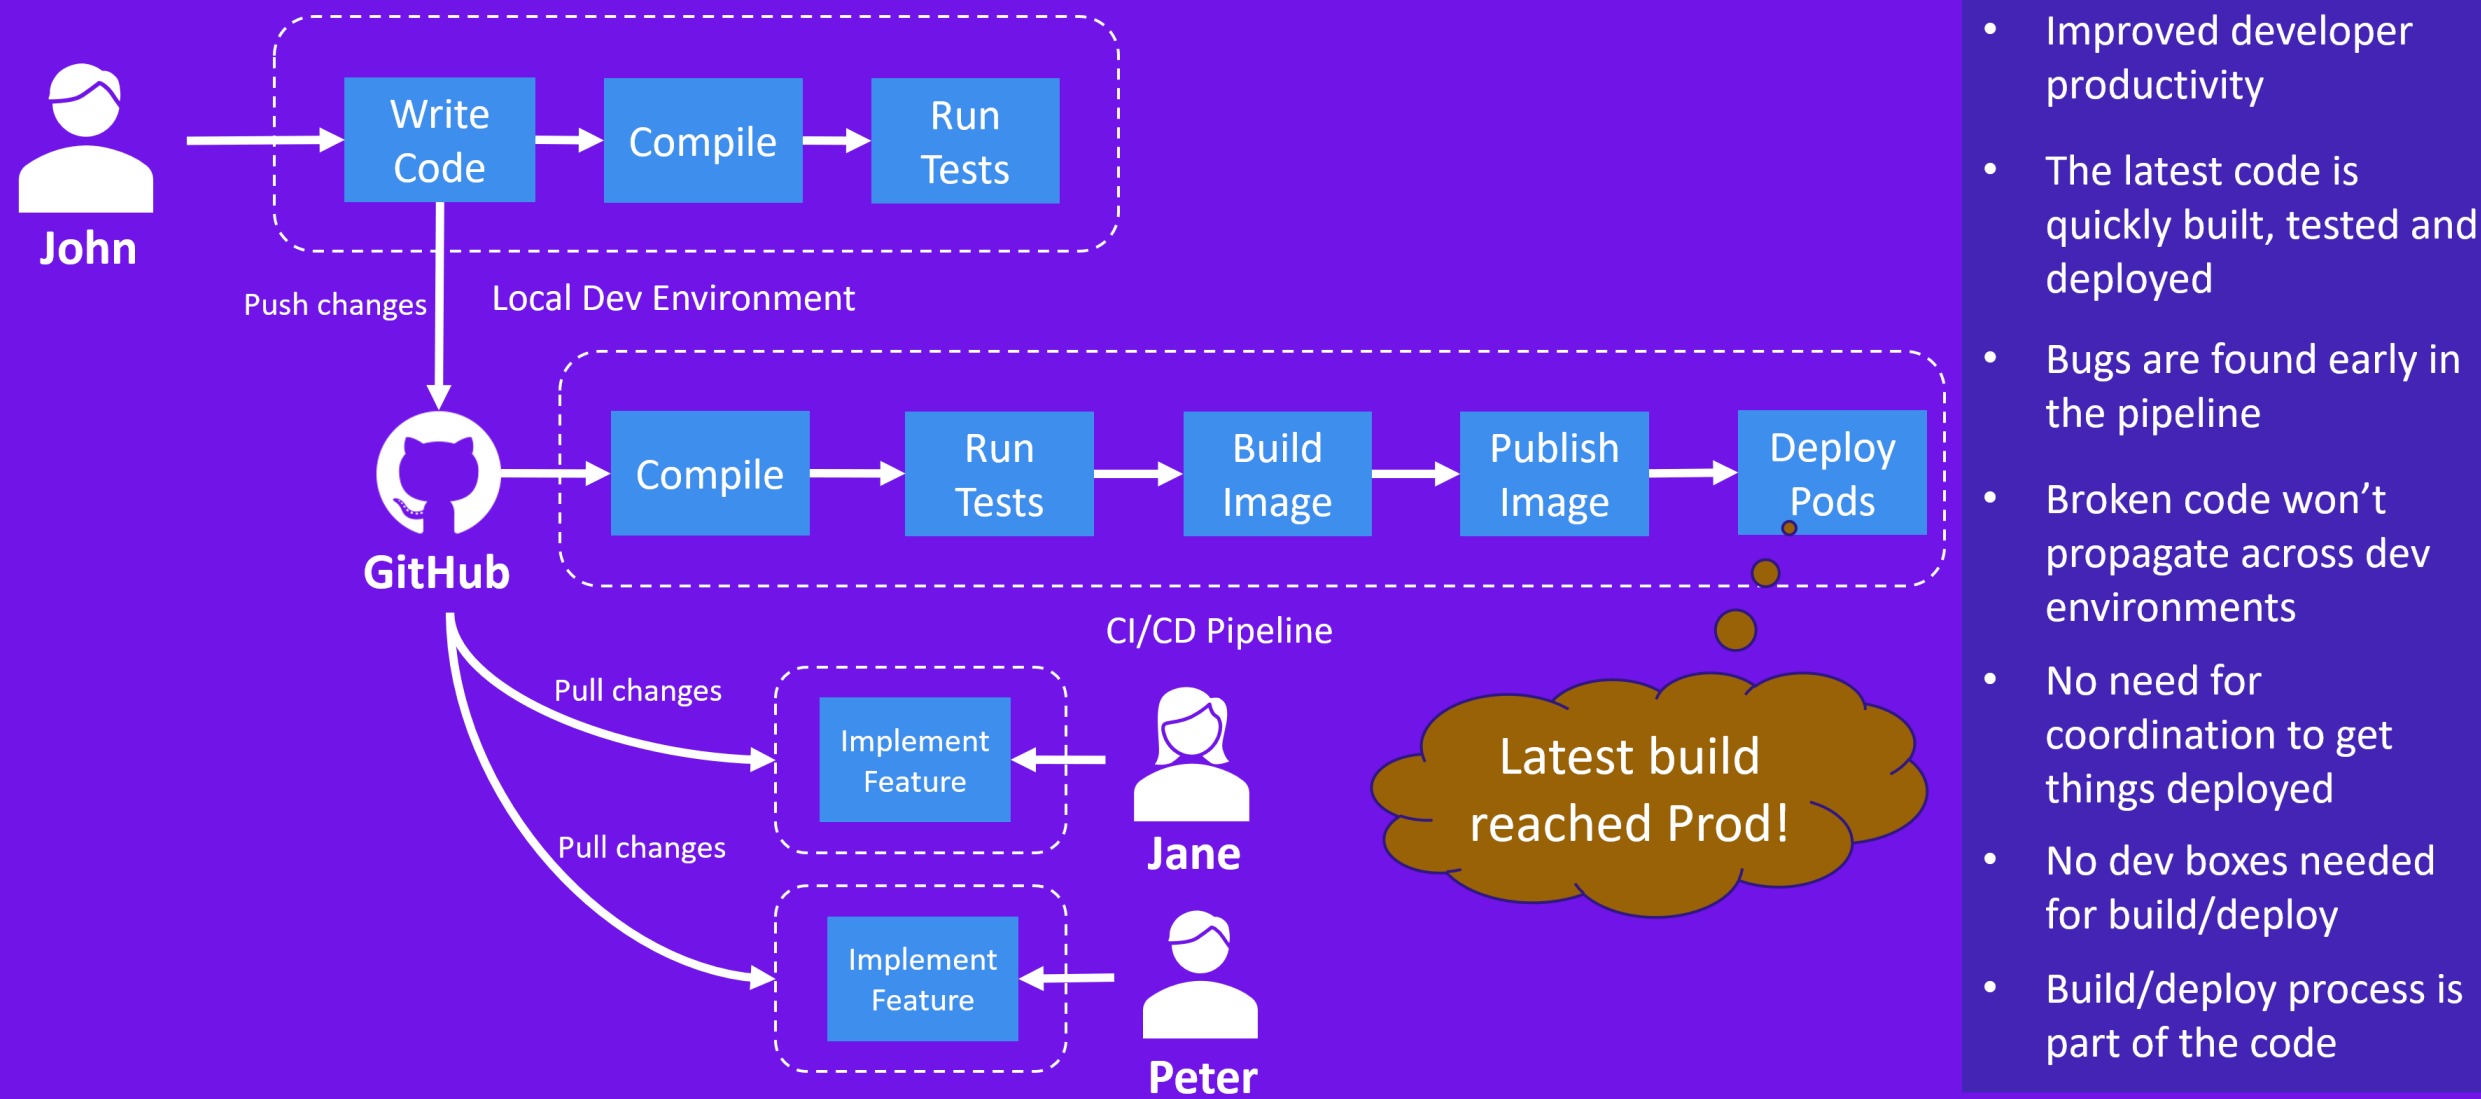 John
Write
Code
Compile
Run
Tests
Push changes
Local Dev Environment
GitHub
Compile
Run
Tests
Build
Image
Publish
Image
Deploy
Pods
CI/CD Pipeline
Pull changes
Implement
Feature
Jane
Pull changes
Implement
Feature
Peter
Latest build
reached Prod!
• Improved developer
productivity
• The latest code is
quickly built, tested and
deployed
• Bugs are found early in
the pipeline
• Broken code won’t
propagate across dev
environments
• No need for
coordination to get
things deployed
• No dev boxes needed
for build/deploy
• Build/deploy process is
part of the code